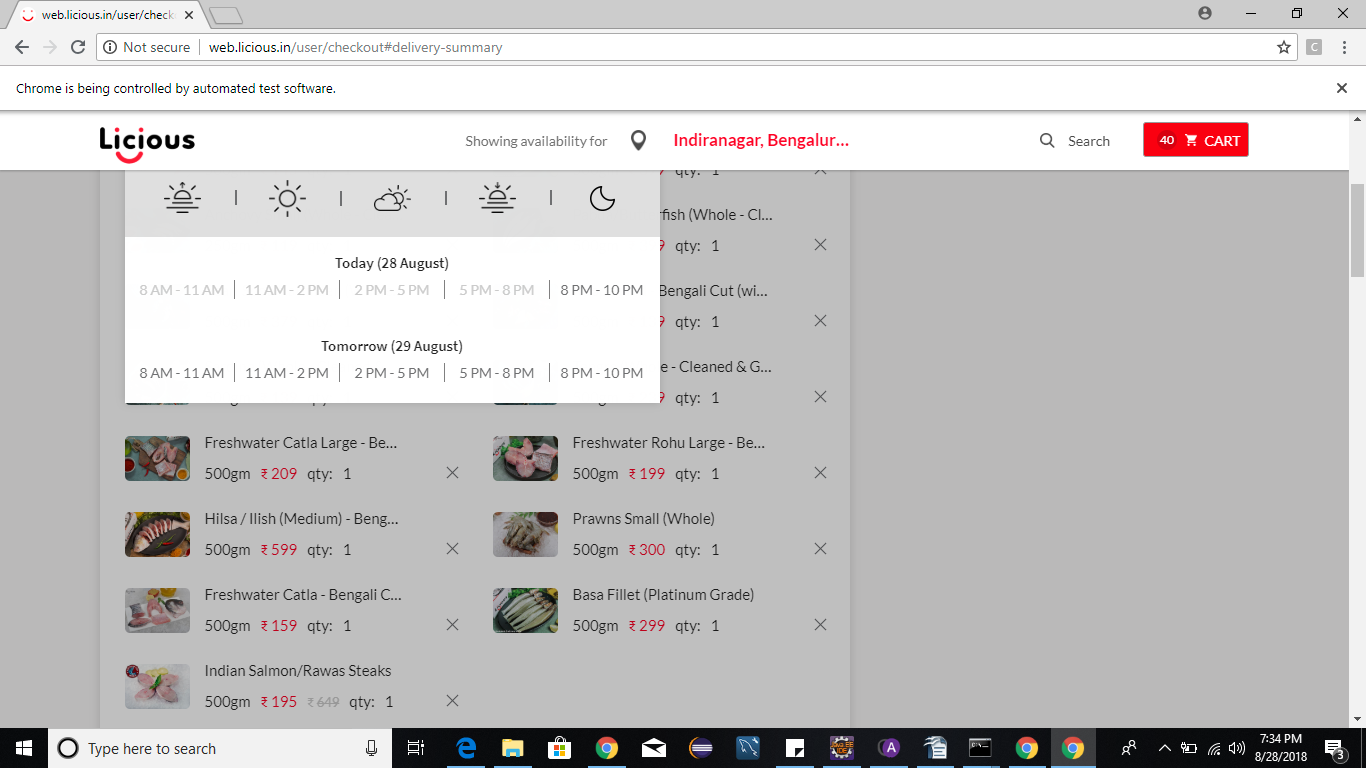 web.licious.in/user/check
Not secure
web.licious.in/user/checkout#delivery-summary
C
Chrome is being controlled by automated test software.
Licious
Showing availability for
Indiranagar, Bengalur...
Search
40 CART
qty: 1
rfish (Whole - Cl...
9 qty: 1
Today (28 August)
8 AM - 11 AM | 11 AM - 2 PM | 2 PM - 5 PM | 5 PM - 8 PM | 8 PM - 10 PM
Bengali Cut (wi...
9 qty: 1
Tomorrow (29 August)
8 AM - 11 AM | 11 AM - 2 PM | 2 PM - 5 PM | 5 PM - 8 PM | 8 PM - 10 PM
e - Cleaned & G...
9 qty: 1
Freshwater Catla Large - Be...
500gm ₹ 209 qty: 1
Freshwater Rohu Large - Be...
500gm ₹ 199 qty: 1
Hilsa / Ilish (Medium) - Beng...
500gm ₹ 599 qty: 1
Prawns Small (Whole)
500gm ₹ 300 qty: 1
Freshwater Catla - Bengali C...
500gm ₹ 159 qty: 1
Basa Fillet (Platinum Grade)
500gm ₹ 299 qty: 1
Indian Salmon/Rawas Steaks
500gm ₹ 195 ₹ 649 qty: 1
Type here to search
7:34 PM
8/28/2018
3